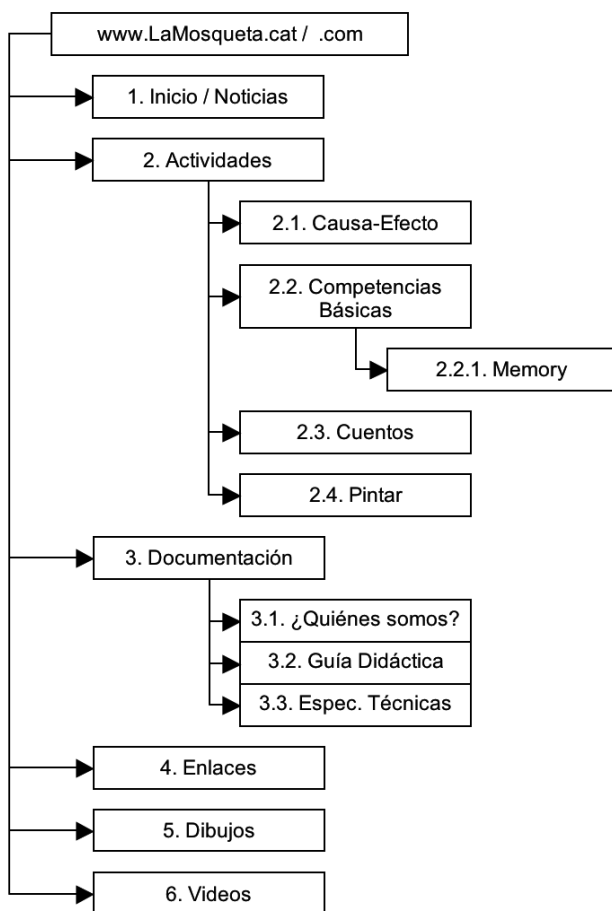 www.LaMosqueta.cat / .com
1. Inicio / Noticias
2. Actividades
2.1. Causa-Efecto
2.2. Competencias
Básicas
2.2.1. Memory
2.3. Cuentos
2.4. Pintar
3. Documentación
3.1. ¿Quiénes somos?
3.2. Guía Didáctica
3.3. Espec. Técnicas
4. Enlaces
5. Dibujos
6. Videos